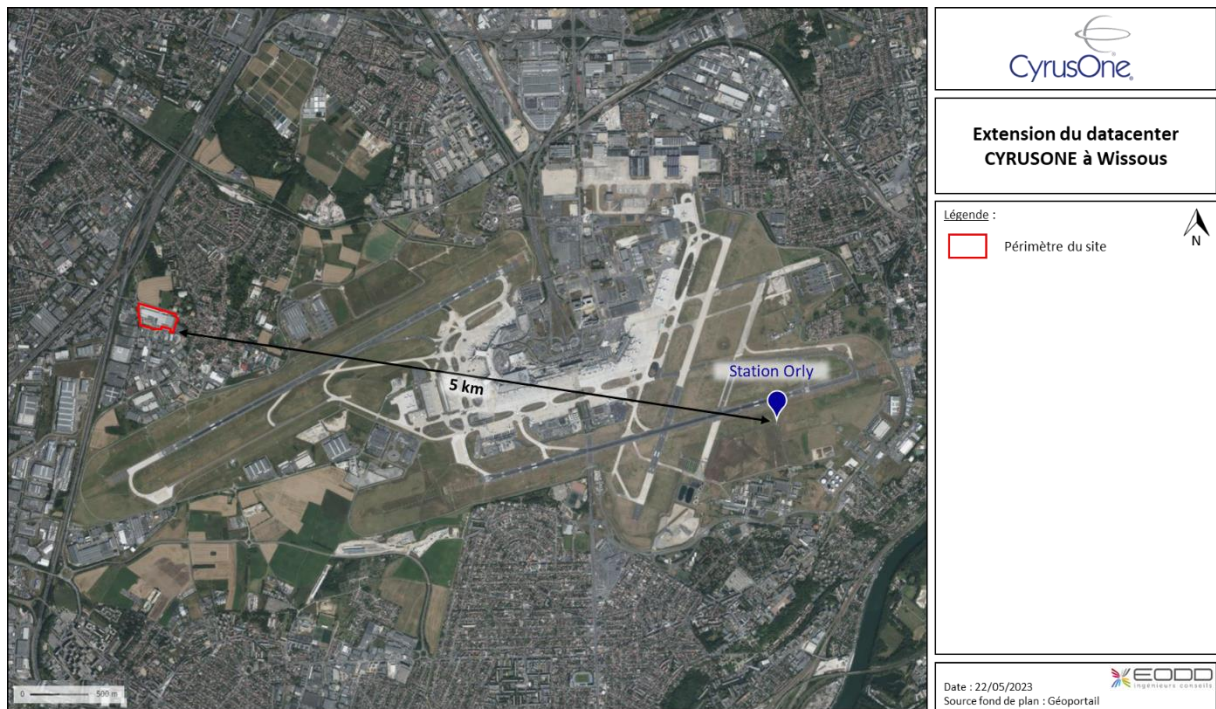 CyrusOne
Extension du datacenter
CYRUSONE à Wissous
Légende :
Périmètre du site
N
Station Orly
5 km
0
500 m
Date : 22/05/2023
Source fond de plan : Géoportail
EODD
ingénieurs conseils